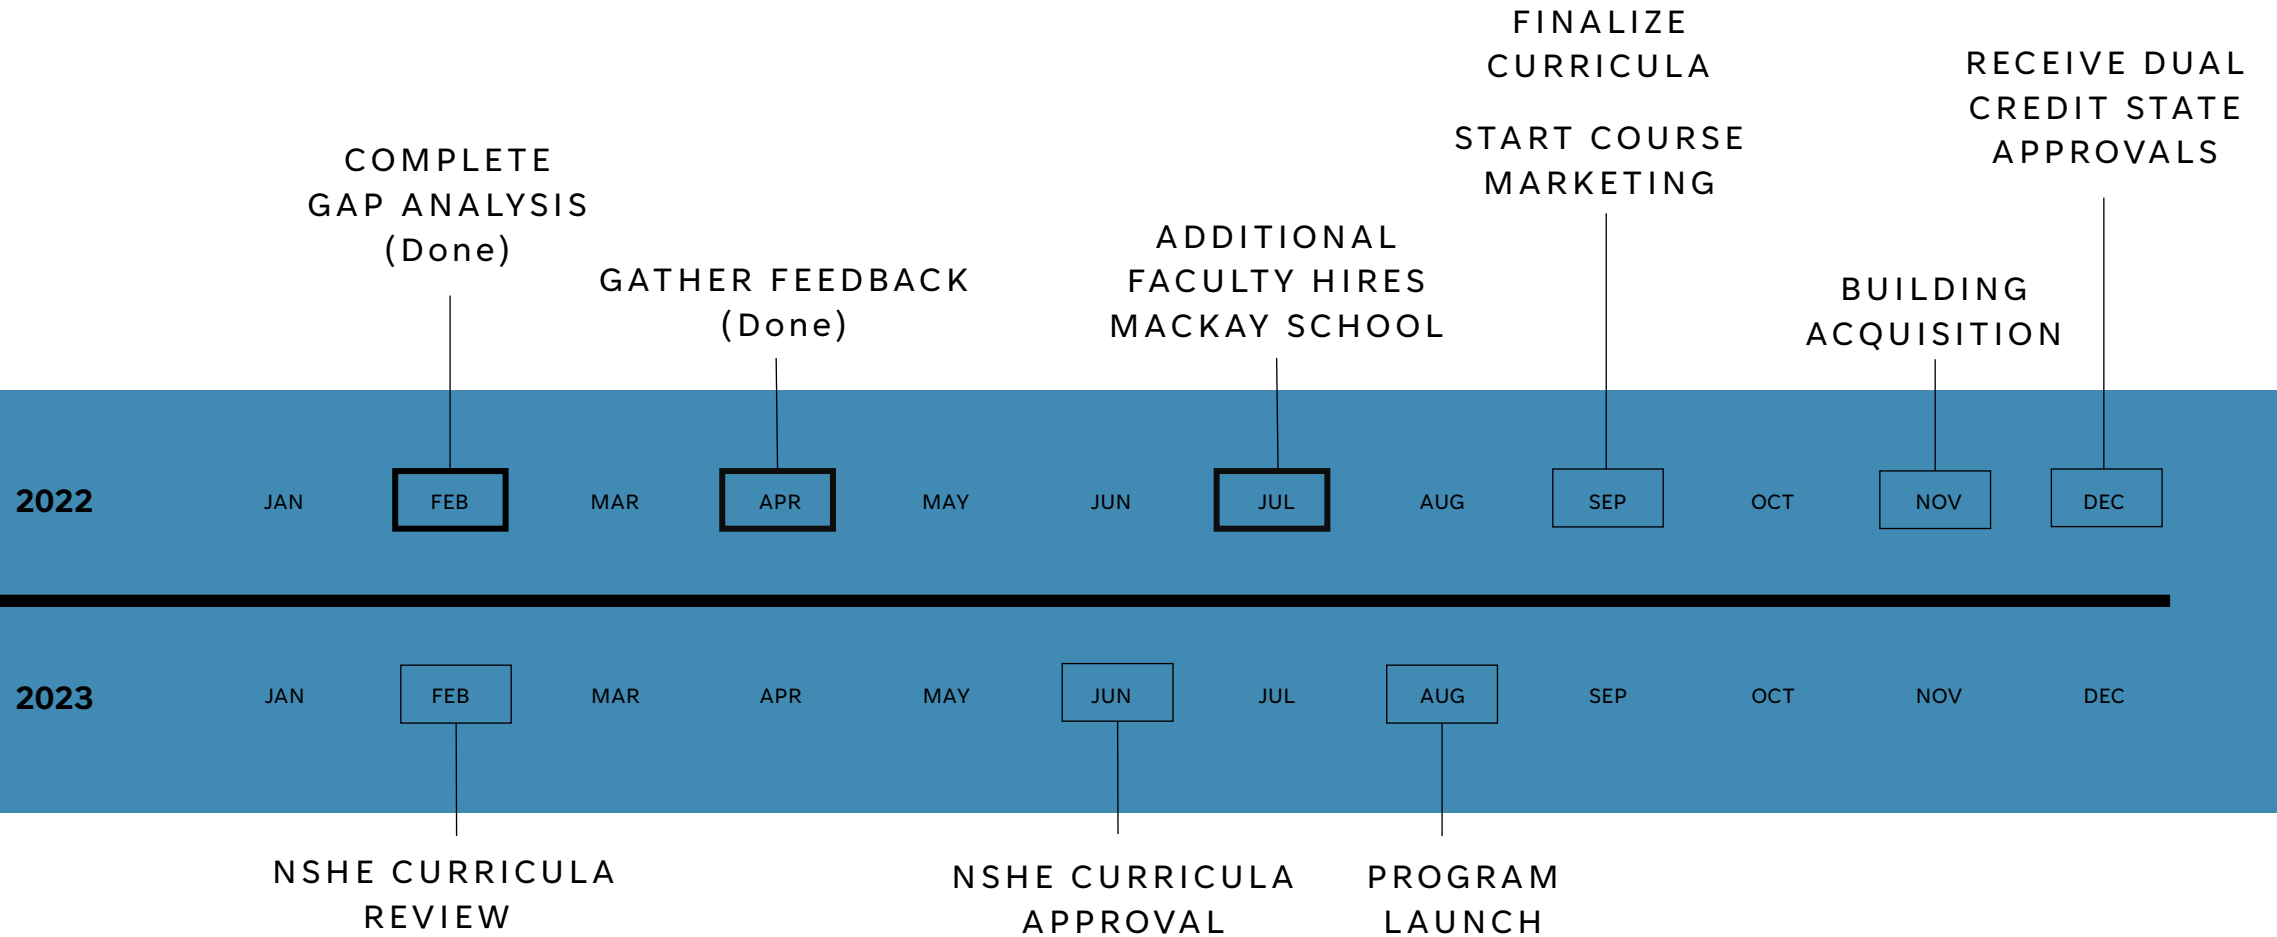 FINALIZE
CURRICULA
START COURSE
MARKETING
RECEIVE DUAL
CREDIT STATE
APPROVALS
COMPLETE
GAP ANALYSIS
(Done)
GATHER FEEDBACK
(Done)
ADDITIONAL
FACULTY HIRES
MACKAY SCHOOL
BUILDING
ACQUISITION
2022 JAN FEB MAR APR MAY JUN JUL AUG SEP OCT NOV DEC
2023 JAN FEB MAR APR MAY JUN JUL AUG SEP OCT NOV DEC
NSHE CURRICULA
REVIEW
NSHE CURRICULA
APPROVAL
PROGRAM
LAUNCH